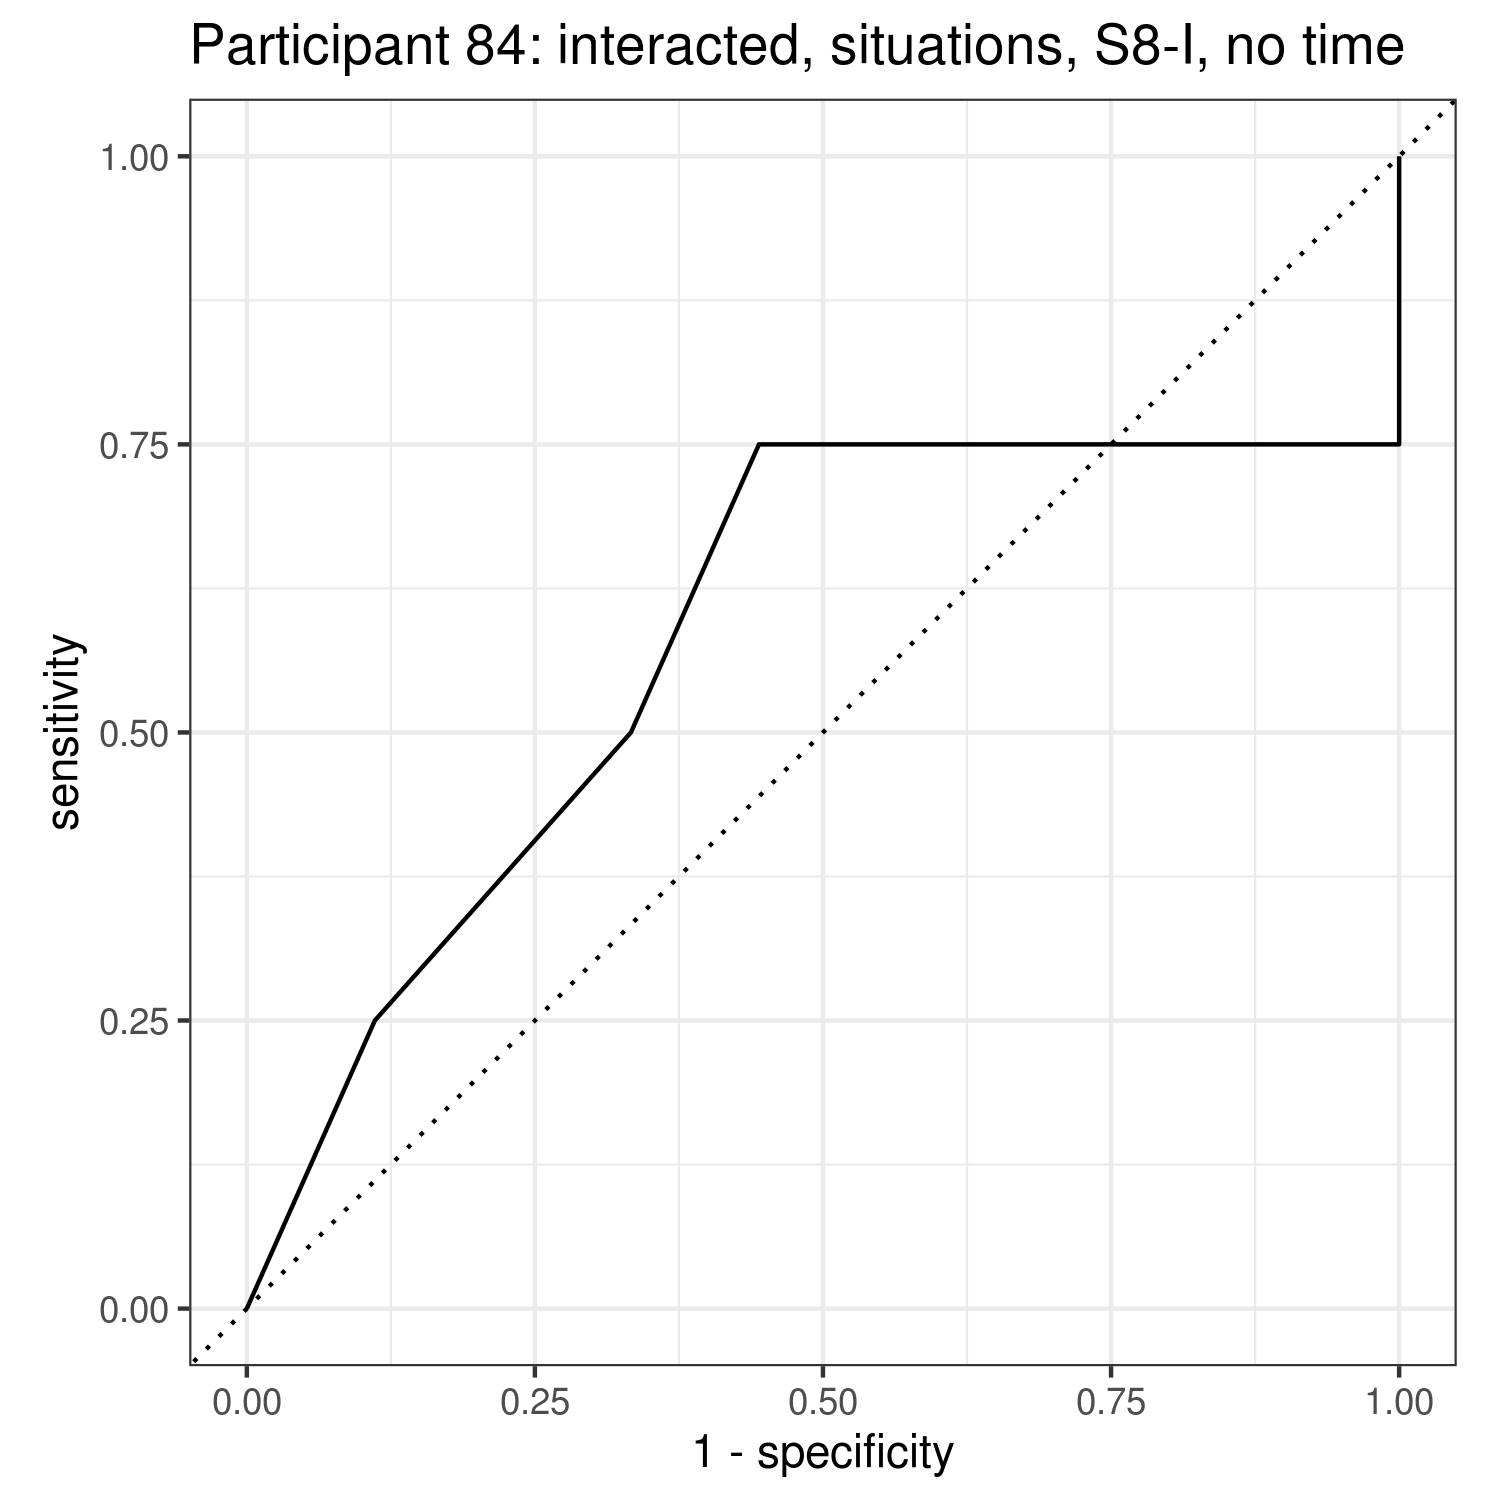 Participant 84: interacted, situations, S8-I, no time
1.00
0.75
0.50
0.25
0.00
sensitivity
0.00 0.25 0.50 0.75 1.00
1 - specificity